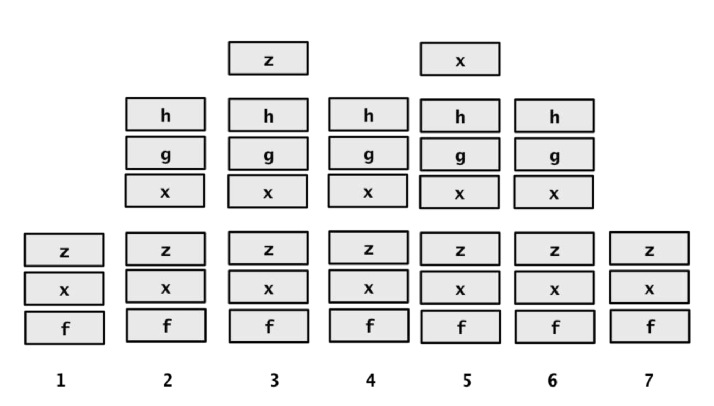 z x
h h h h h
g g g g g
x x x x x
z z z z z z z
x x x x x x x
f f f f f f f
1 2 3 4 5 6 7